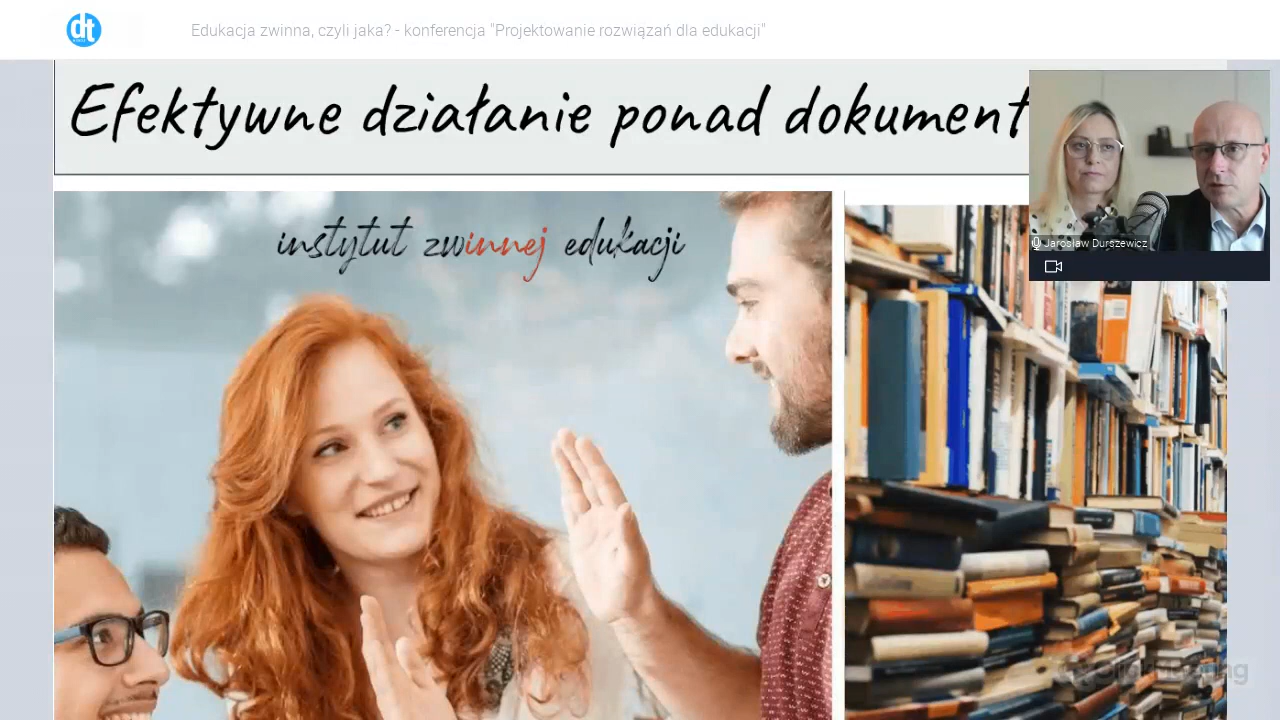 dt
Edukacja zwinna, czyli jaka? - konferencja "Projektowanie rozwiązań dla edukacji"
Efektywne działanie ponad dokument
instytut zwinnej edukacji
Jarosław Durszewicz